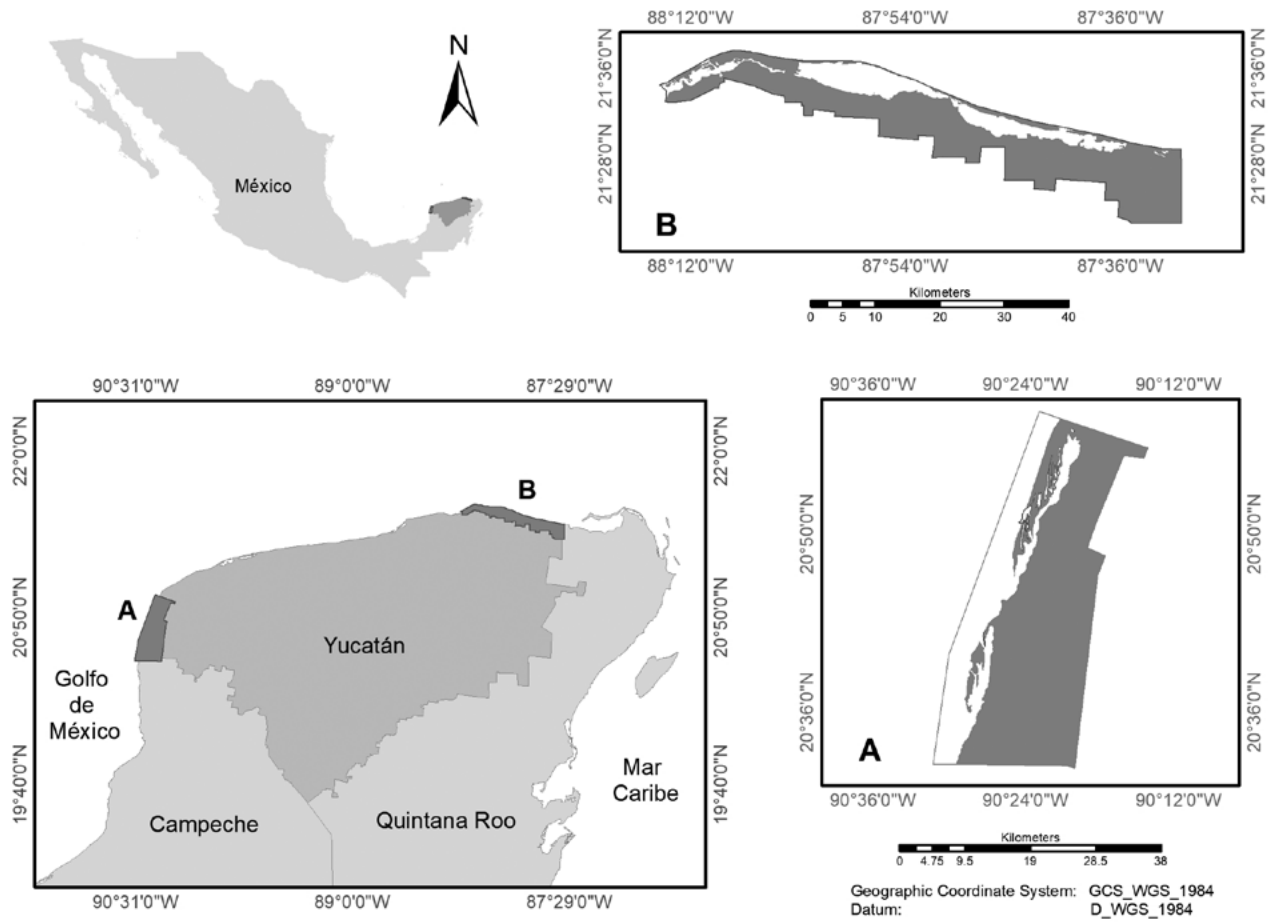 N
México
88°12'0"W 87°54'0"W 87°36'0"W
21°36'0"N
21°28'0"N
21°36'0"N
21°28'0"N
B
88°12'0"W 87°54'0"W 87°36'0"W
Kilometers
0 5 10 20 30 40
90°31'0"W 89°0'0"W 87°29'0"W
22°0'0"N
20°50'0"N
19°40'0"N
22°0'0"N
20°50'0"N
19°40'0"N
B
A
Yucatán
Golfo
de
México
Mar
Caribe
Campeche
Quintana Roo
90°31'0"W 89°0'0"W 87°29'0"W
90°36'0"W 90°24'0"W 90°12'0"W
20°50'0"N
20°36'0"N
20°50'0"N
20°36'0"N
A
90°36'0"W 90°24'0"W 90°12'0"W
Kilometers
0 4.75 9.5 19 28.5 38
Geographic Coordinate System: GCS_WGS_1984
Datum: D_WGS_1984